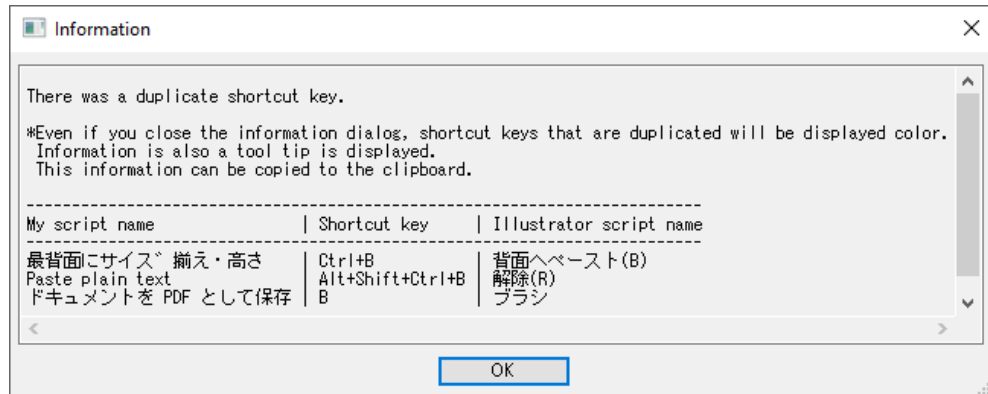 Information
There was a duplicate shortcut key.
*Even if you close the information dialog, shortcut keys that are duplicated will be displayed color.
Information is also a tool tip is displayed.
This information can be copied to the clipboard.
--------------------------------------------------------------------------
My script name | Shortcut key | Illustrator script name
--------------------------------------------------------------------------
最背面にサイズ 揃え・高さ | Ctrl+B | 背面へペースト(B)
Paste plain text | Alt+Shift+Ctrl+B | 解除(R)
ドキュメントを PDF として保存 | B | ブラシ
OK